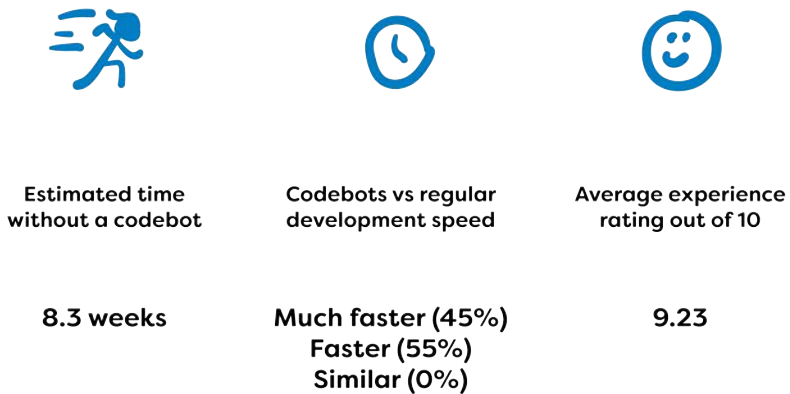 Estimated time
without a codebot
8.3 weeks
Codebots vs regular
development speed
Much faster (45%)
Faster (55%)
Similar (0%)
Average experience
rating out of 10
9.23